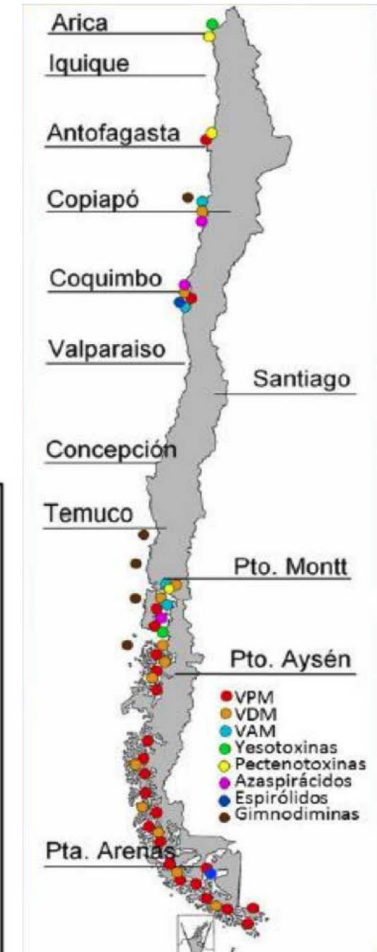 Arica
Iquique
Antofagasta
Copiapó
Coquimbo
Valparaiso
Santiago
Concepción
Temuco
Pto. Montt
Pto. Aysén
VPM
VDM
VAM
Yesotoxinas
Pectenotoxinas
Azaspirácidos
Espirólidos
Gimnodiminas
Pta. Arenas